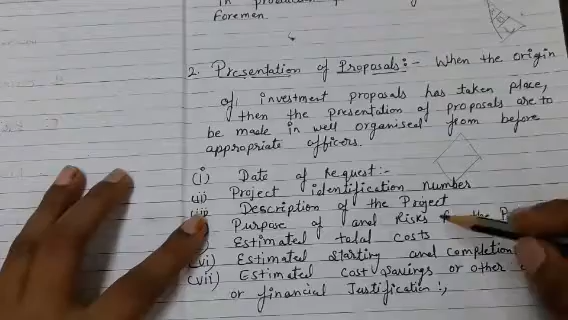 in
Foremen
2. Presentation of Proposals:- When the origin
of, investment proposals has taken place,
then the presentation of proposals are to
be made in well organised from before
appropriate officers.
(i) Date of Request:-
(ii) Project identification Number
(iii) Description of the Project
Purpose of and Risks the
Estimated total costs
(vi) Estimated starting and completion
(vii) Estimated cost savings or other
or financial Justification:,